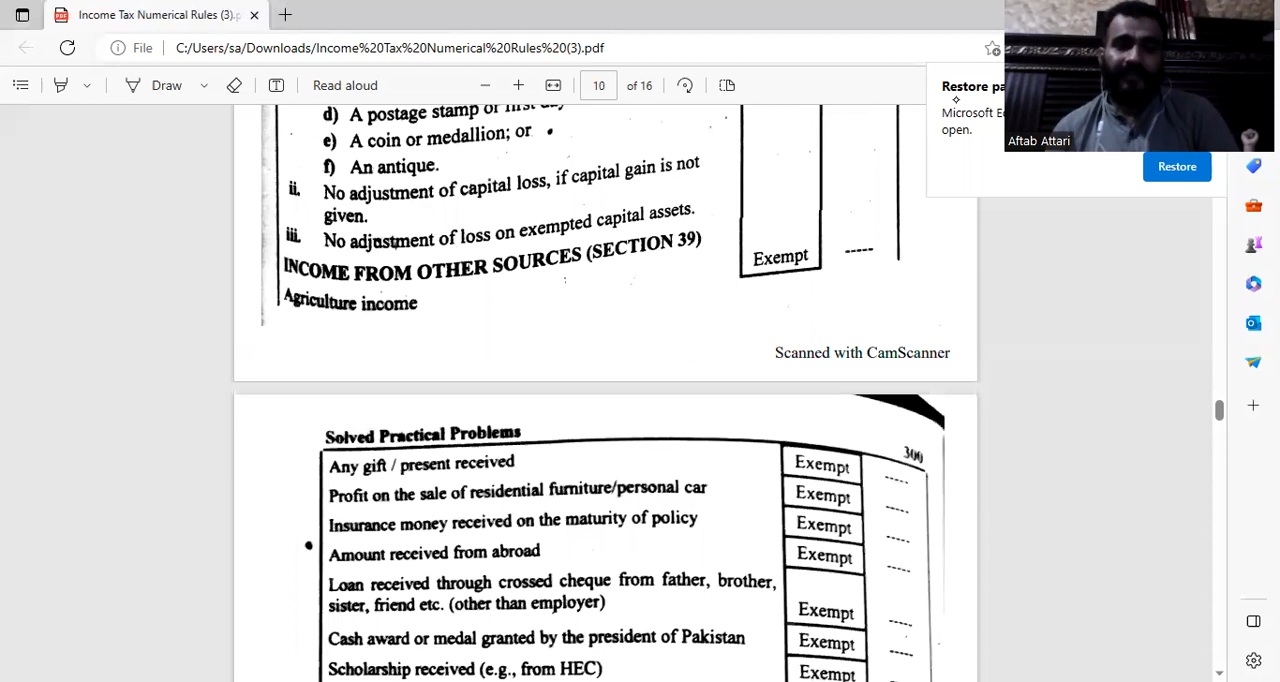 Income Tax Numerical Rules (3).p
File
C:/Users/sa/Downloads/Income%20Tax%20Numerical%20Rules%20(3).pdf
Draw
Read aloud
10
of 16
Restore pa
Microsoft Ed
open.
Restore
Aftab Attari
d) A postage stamp or first day
e) A coin or medallion; or
f) An antique.
ii. No adjustment of capital loss, if capital gain is not
given.
iii. No adjustment of loss on exempted capital assets.
INCOME FROM OTHER SOURCES (SECTION 39)
Agriculture income
Exempt -----
Scanned with CamScanner
Solved Practical Problems
300
Any gift / present received Exempt -----
Profit on the sale of residential furniture/personal car Exempt -----
Insurance money received on the maturity of policy Exempt -----
Amount received from abroad Exempt -----
Loan received through crossed cheque from father, brother,
sister, friend etc. (other than employer) Exempt -----
Cash award or medal granted by the president of Pakistan Exempt -----
Scholarship received (e.g., from HEC) Exempt